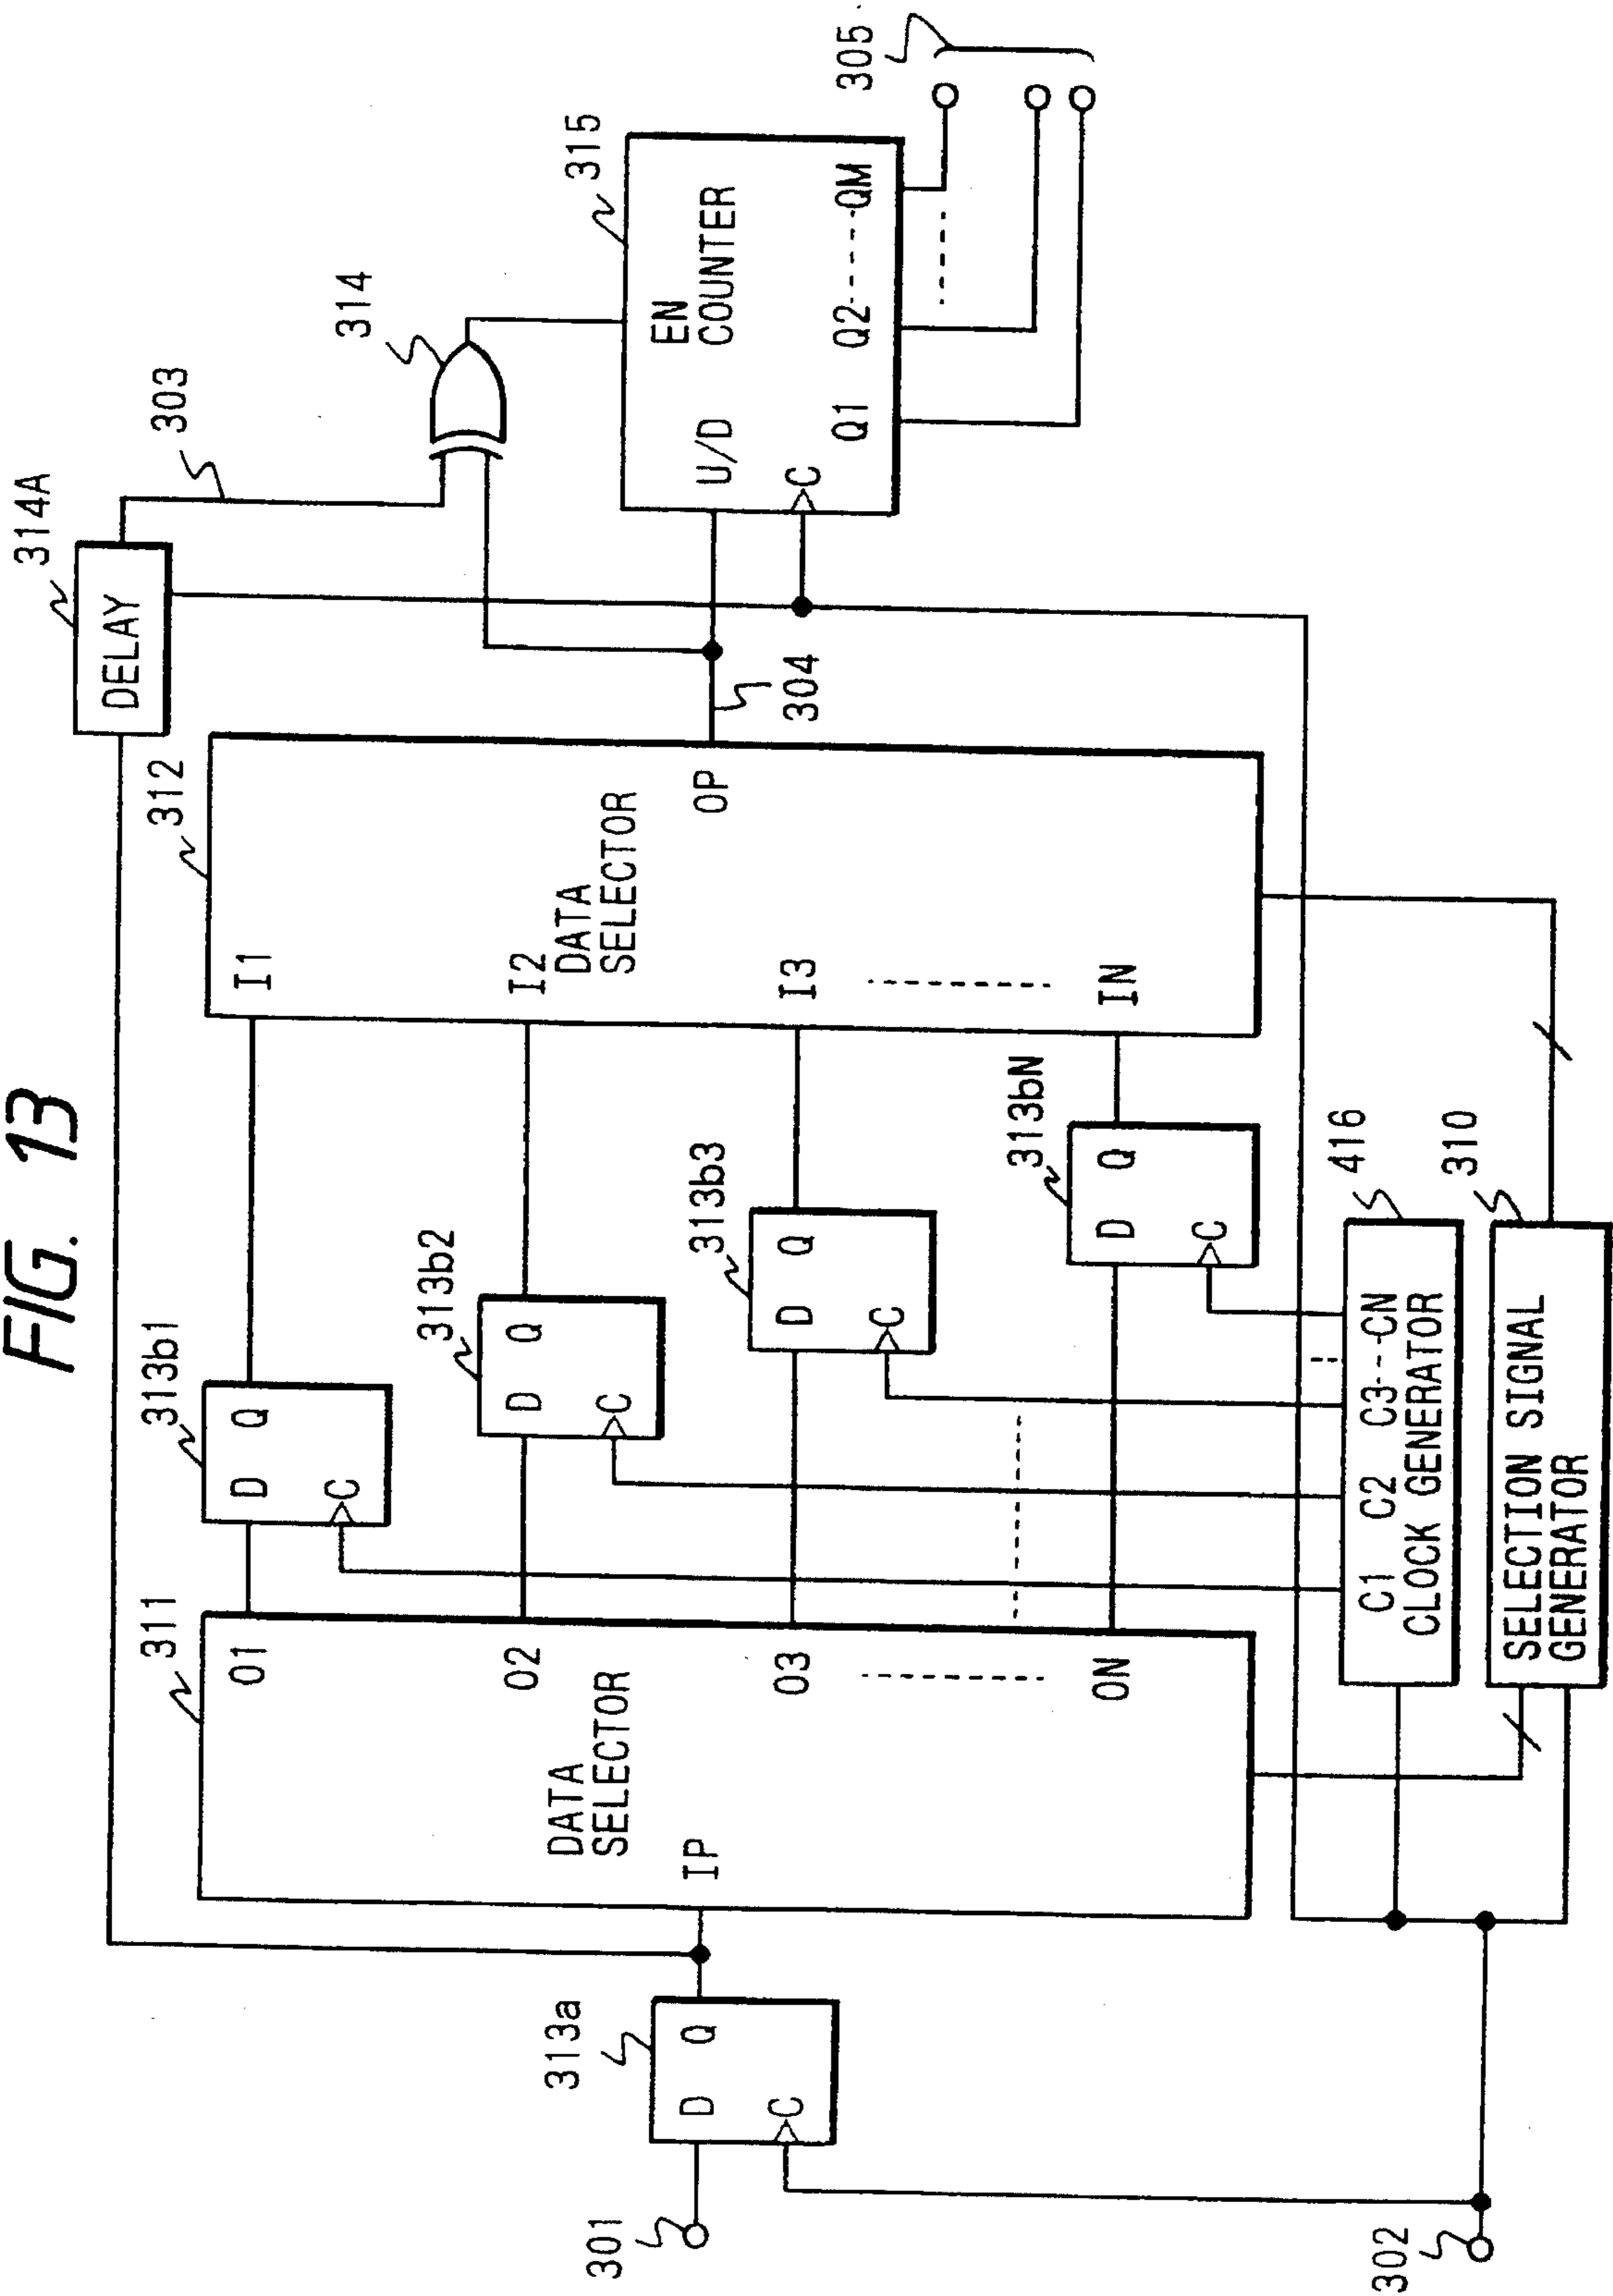 FIG. 13
314A
DELAY
303
314
315
EN
COUNTER
U/D
C
Q1
Q2-----QM
305
312
I1
I2
DATA
SELECTOR
I3
IN
OP
304
313b1
D
Q
C
313b2
D
Q
C
313b3
D
Q
C
313bN
D
Q
C
311
O1
O2
DATA
SELECTOR
O3
ON
IP
416
C1
C2
C3---CN
CLOCK GENERATOR
310
SELECTION SIGNAL
GENERATOR
313a
D
Q
C
301
302